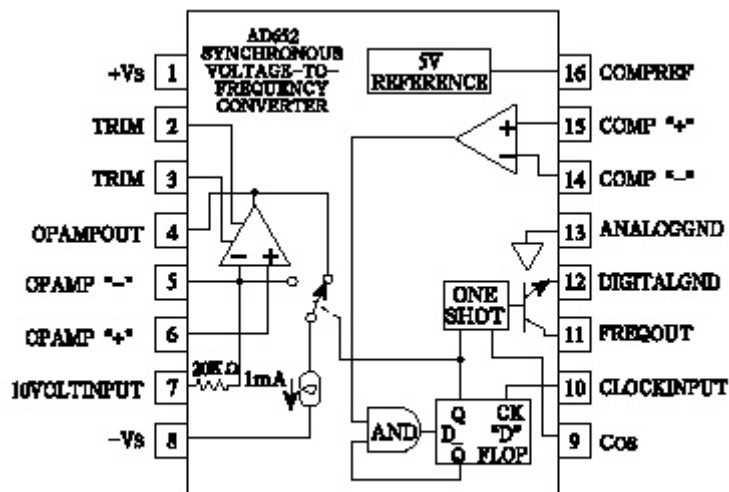 AD652
SYNCHRONOUS
VOLTAGE-TO-
FREQUENCY
CONVERTER
5V
REFERENCE
+Vs 1
TRIM 2
TRIM 3
OPAMPOUT 4
OPAMP "-" 5
OPAMP "+" 6
10VOLTINPUT 7
-Vs 8
16 COMPREF
15 COMP "+"
14 COMP "-"
13 ANALOGGND
12 DIGITALGND
11 FREQOUT
10 CLOCKINPUT
9 Cos
+
-
- +
ONE
SHOT
20KΩ
1mA
AND
Q CK
D "D"
Q FLOP